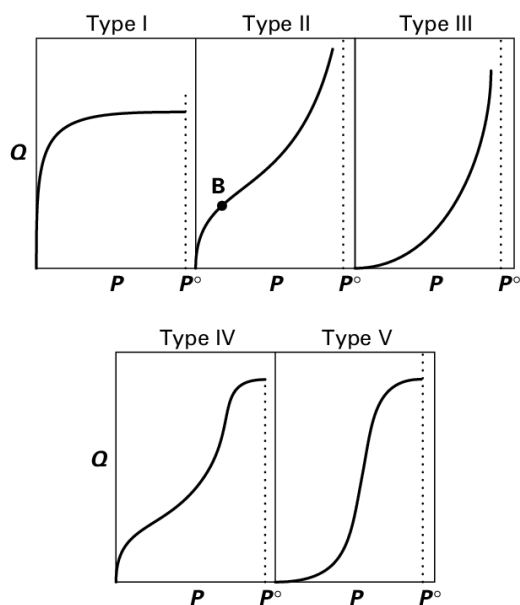 Type I Type II Type III
Q
B
P P° P P° P P°
Type IV Type V
Q
P P° P P°